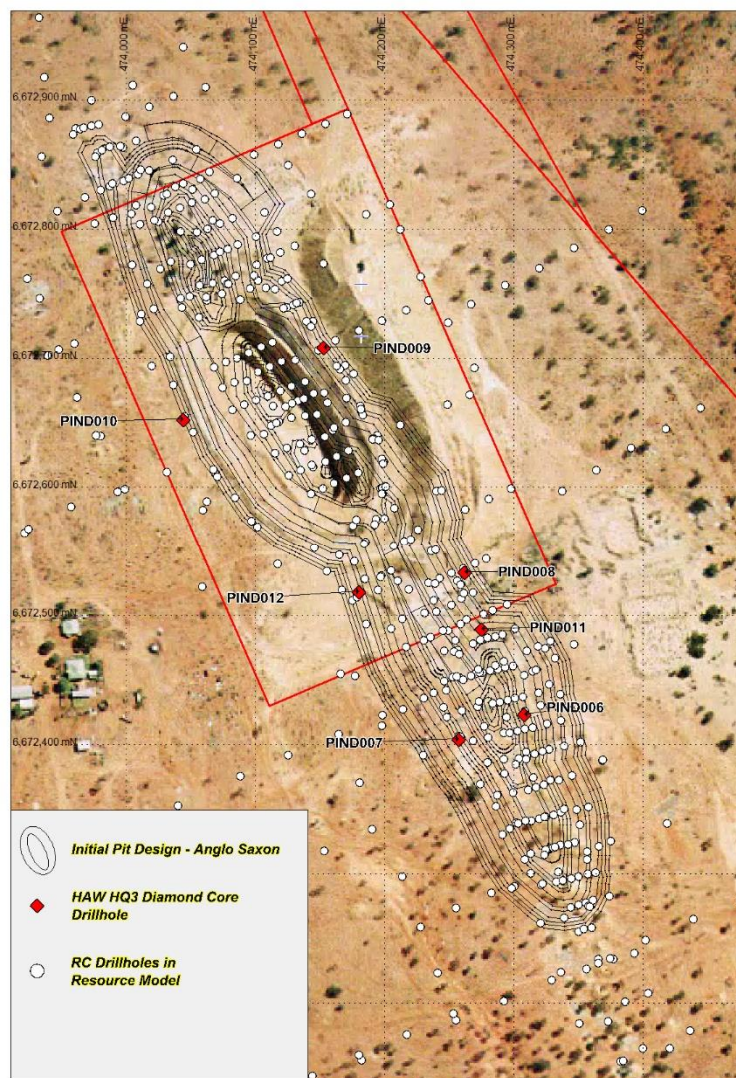 474,000 mE
474,100 mE
474,200 mE
474,300 mE
474,400 mE
6,672,900 mN
6,672,800 mN
6,672,700 mN
PIND009
PIND010
6,672,600 mN
PIND008
PIND012
6,672,500 mN
PIND011
PIND006
PIND007
6,672,400 mN
Initial Pit Design - Anglo Saxon
HAW HQ3 Diamond Core
Drillhole
RC Drillholes in
Resource Model